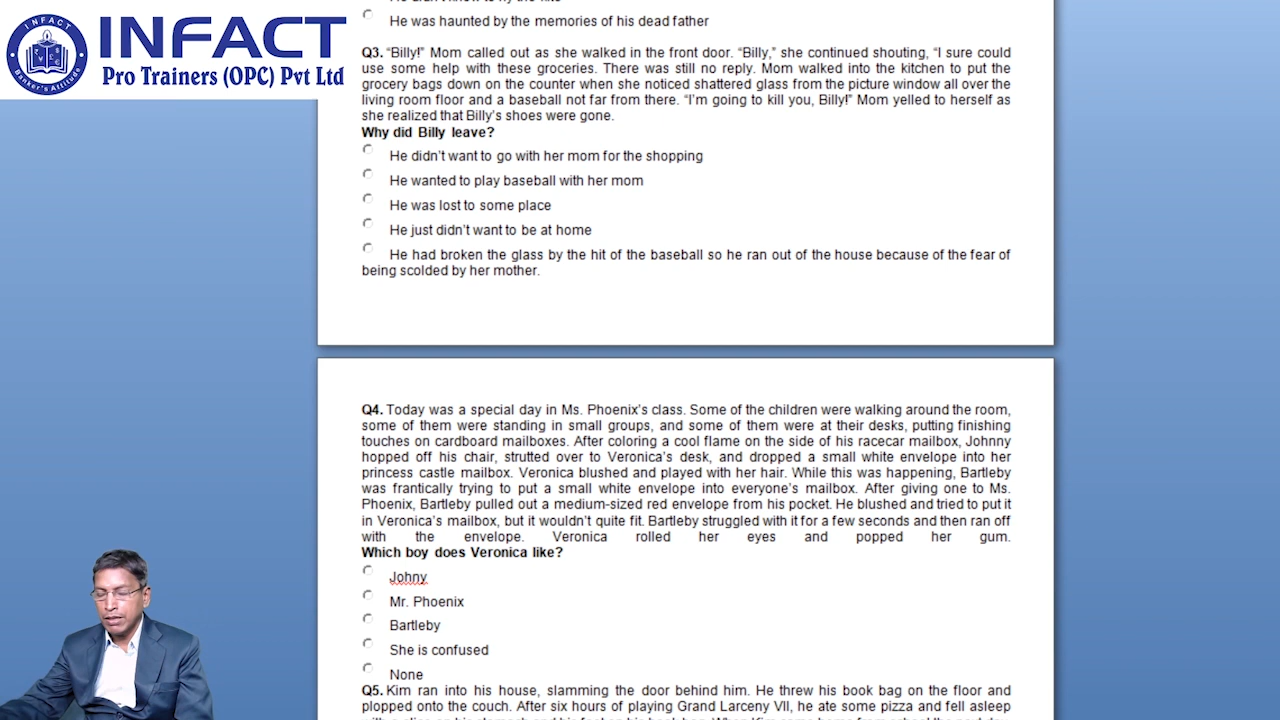 INFACT
Pro Trainers (OPC) Pvt Ltd
INFACT
Banker's Attitude
He was haunted by the memories of his dead father
Q3. “Billy!” Mom called out as she walked in the front door. “Billy,” she continued shouting, “I sure could
use some help with these groceries. There was still no reply. Mom walked into the kitchen to put the
grocery bags down on the counter when she noticed shattered glass from the picture window all over the
living room floor and a baseball not far from there. “I’m going to kill you, Billy!” Mom yelled to herself as
she realized that Billy’s shoes were gone.
Why did Billy leave?
He didn’t want to go with her mom for the shopping
He wanted to play baseball with her mom
He was lost to some place
He just didn’t want to be at home
He had broken the glass by the hit of the baseball so he ran out of the house because of the fear of
being scolded by her mother.
Q4. Today was a special day in Ms. Phoenix’s class. Some of the children were walking around the room,
some of them were standing in small groups, and some of them were at their desks, putting finishing
touches on cardboard mailboxes. After coloring a cool flame on the side of his racecar mailbox, Johnny
hopped off his chair, strutted over to Veronica’s desk, and dropped a small white envelope into her
princess castle mailbox. Veronica blushed and played with her hair. While this was happening, Bartleby
was frantically trying to put a small white envelope into everyone’s mailbox. After giving one to Ms.
Phoenix, Bartleby pulled out a medium-sized red envelope from his pocket. He blushed and tried to put it
in Veronica’s mailbox, but it wouldn’t quite fit. Bartleby struggled with it for a few seconds and then ran off
with the envelope. Veronica rolled her eyes and popped her gum.
Which boy does Veronica like?
Johny
Mr. Phoenix
Bartleby
She is confused
None
Q5. Kim ran into his house, slamming the door behind him. He threw his book bag on the floor and
plopped onto the couch. After six hours of playing Grand Larceny VII, he ate some pizza and fell asleep